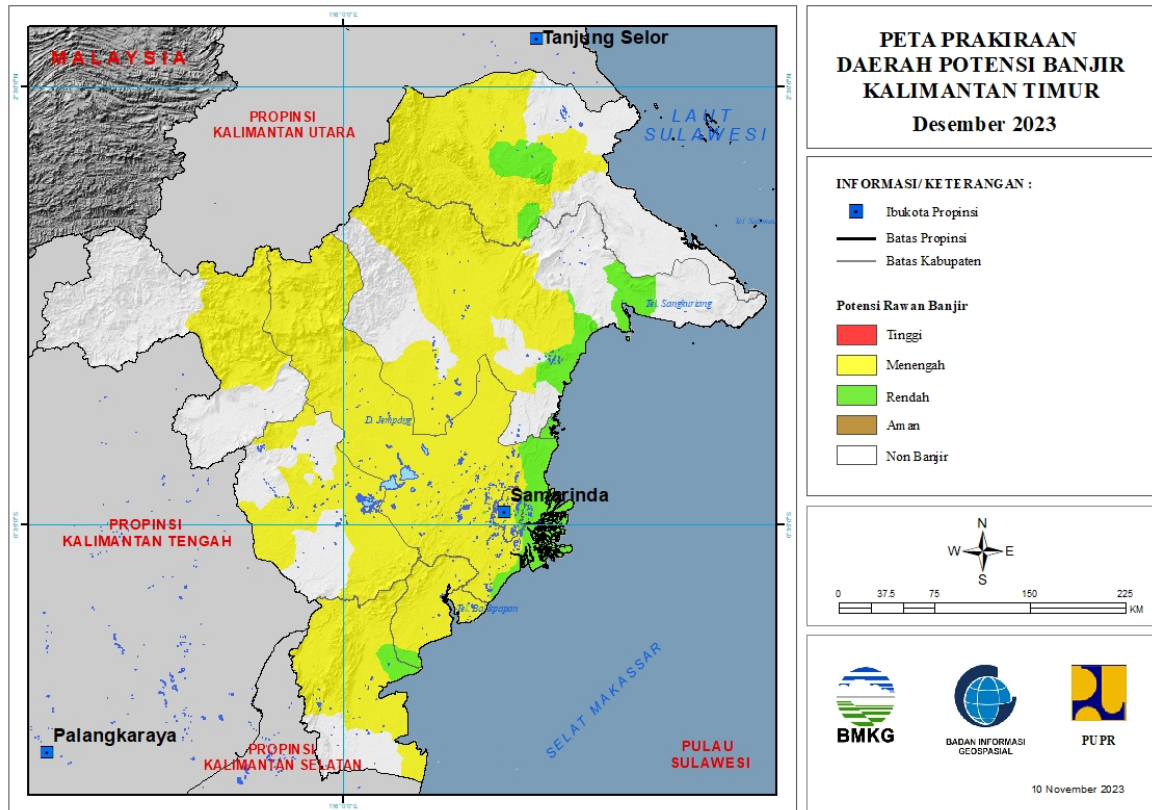 PETA PRAKIRAAN
DAERAH POTENSI BANJIR
KALIMANTAN TIMUR
Desember 2023
INFORMASI/ KETERANGAN :
Ibukota Propinsi
Batas Propinsi
Batas Kabupaten
Potensi Rawan Banjir
Tinggi
Menengah
Rendah
Aman
Non Banjir
N
W E
S
0 37.5 75 150 225
KM
BMKG
BADAN INFORMASI
GEOSPASIAL
PUPR
10 November 2023
Tanjung Selor
MALAYSIA
PROPINSI
KALIMANTAN UTARA
LAUT
SULAWESI
Tel. Sangkuriang
D. Jempang
Samarinda
PROPINSI
KALIMANTAN TENGAH
SELAT MAKASSAR
Palangkaraya
PROPINSI
KALIMANTAN SELATAN
PULAU
SULAWESI